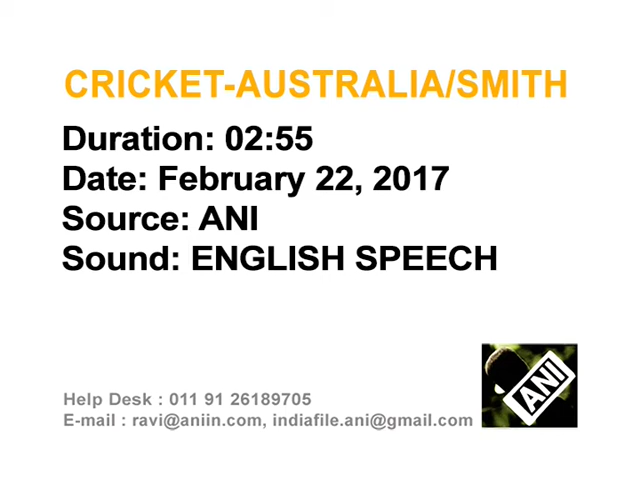 CRICKET-AUSTRALIA/SMITH
Duration: 02:55
Date: February 22, 2017
Source: ANI
Sound: ENGLISH SPEECH
Help Desk : 011 91 26189705
E-mail : ravi@aniin.com, indiafile.ani@gmail.com
ANI